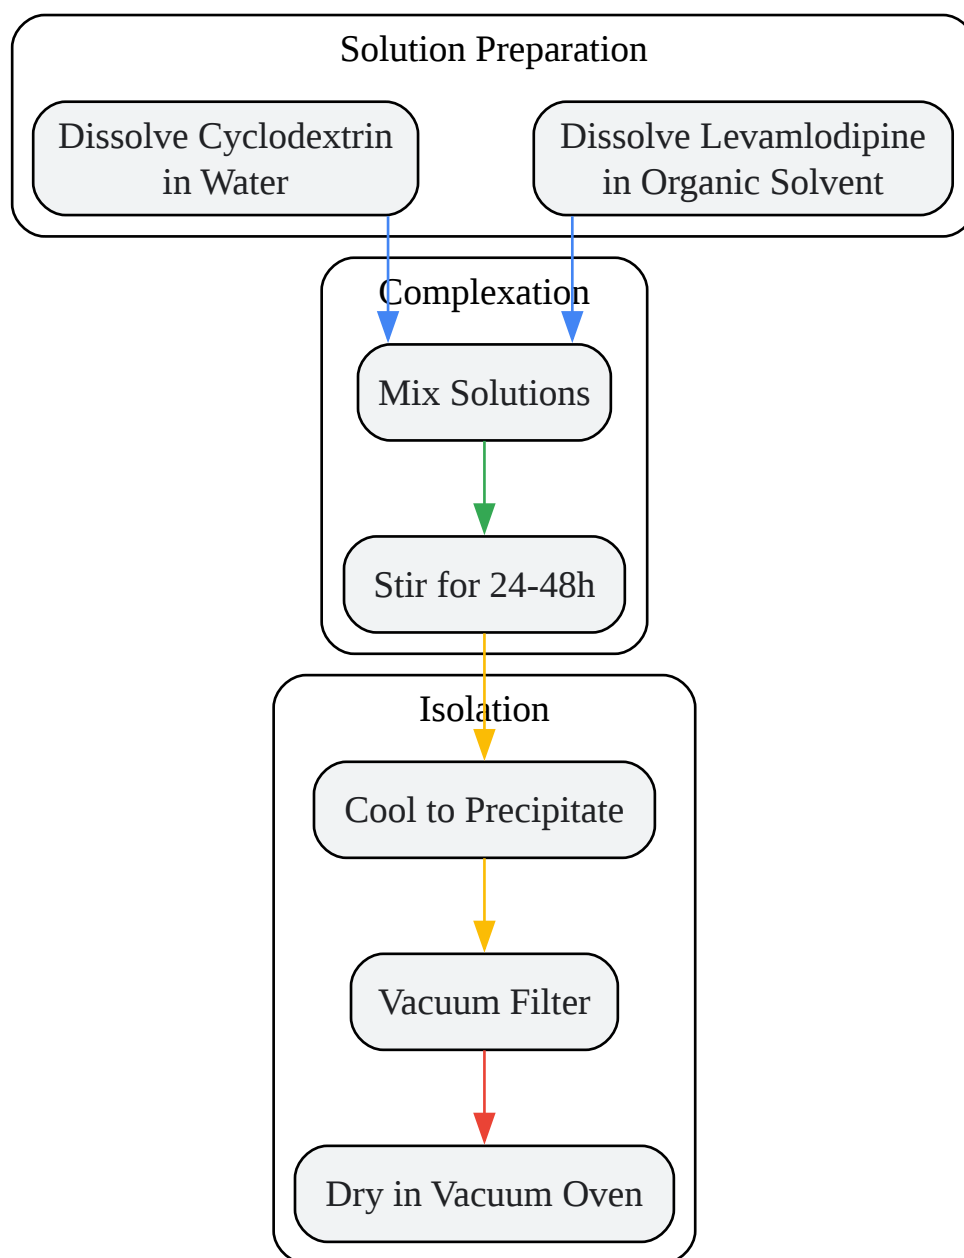 Solution Preparation
Dissolve Cyclodextrin
in Water
Dissolve Levamlodipine
in Organic Solvent
Complexation
Mix Solutions
Stir for 24-48h
Isolation
Cool to Precipitate
Vacuum Filter
Dry in Vacuum Oven